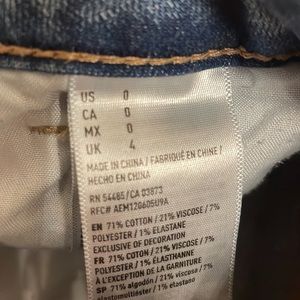 US 0
CA 0
MX 0
UK 4
MADE IN CHINA / FABRIQUÉ EN CHINE /
HECHO EN CHINA
RN 54485/CA 03873
RFC# AEM120605U9A
EN 71% COTTON / 21% VISCOSE / 7%
POLYESTER / 1% ELASTANE
EXCLUSIVE OF DECORATION
FR 71% COTON / 21% VISCOSE / 7%
POLYESTER / 1% ÉLASTHANNE
À L'EXCEPTION DE LA GARNITURE
SP 71% algodón / 21% viscosa / 7%
elastomultiéster / 1% elastano